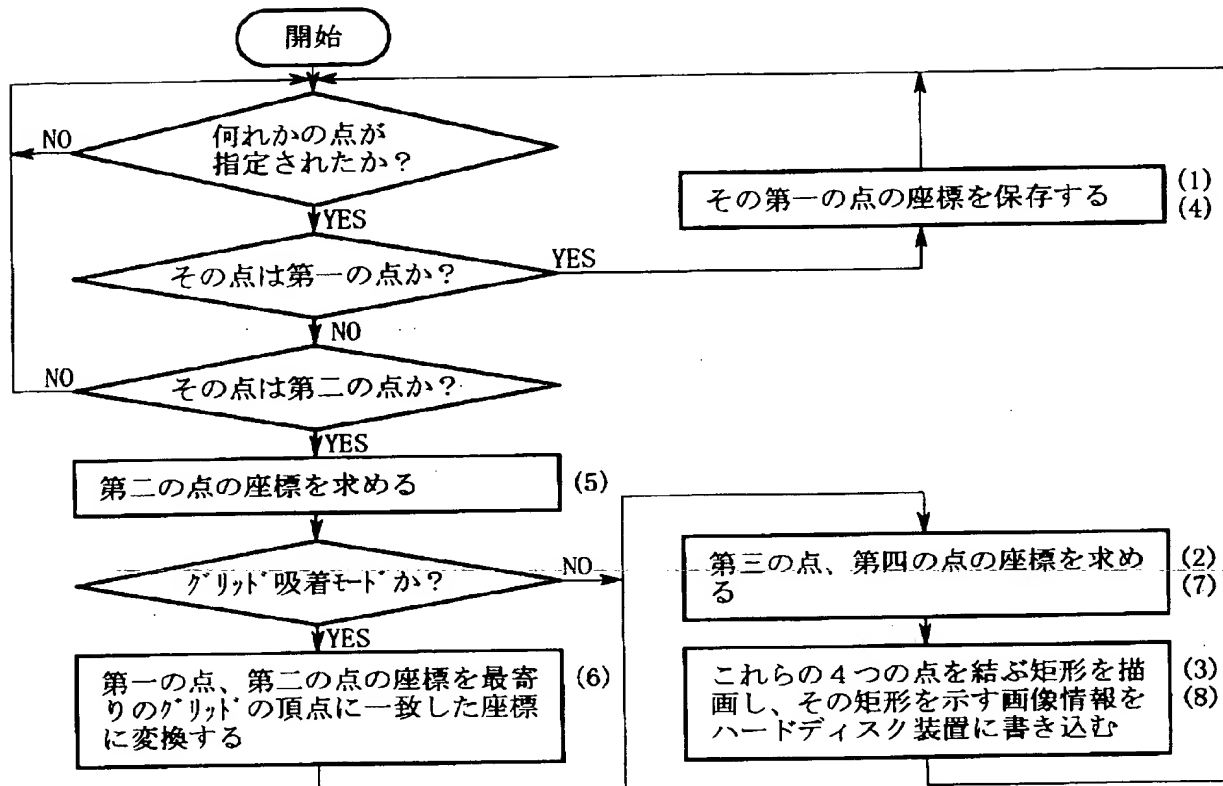 開始
何れかの点が
指定されたか？
NO
YES
その第一の点の座標を保存する
(1)
(4)
その点は第一の点か？
YES
NO
その点は第二の点か？
NO
YES
第二の点の座標を求める
(5)
ｸﾞﾘｯﾄﾞ吸着ﾓｰﾄﾞか？
NO
YES
第三の点、第四の点の座標を求め
る
(2)
(7)
第一の点、第二の点の座標を最寄
りのｸﾞﾘｯﾄﾞの頂点に一致した座標
に変換する
(6)
これらの４つの点を結ぶ矩形を描
画し、その矩形を示す画像情報を
ハードディスク装置に書き込む
(3)
(8)